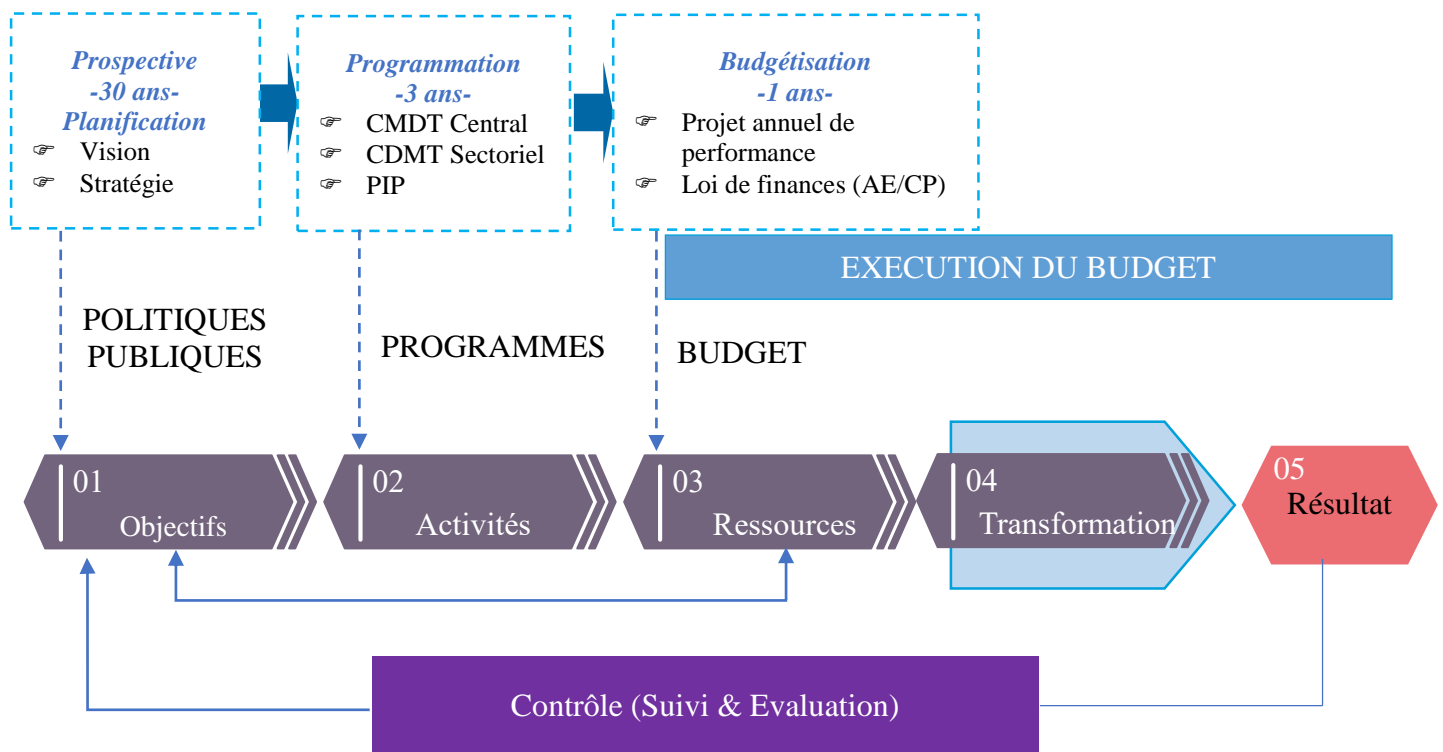 Prospective
-30 ans-
Planification
☞ Vision
☞ Stratégie
Programmation
-3 ans-
☞ CMDT Central
☞ CDMT Sectoriel
☞ PIP
Budgétisation
-1 ans-
☞ Projet annuel de
performance
☞ Loi de finances (AE/CP)
EXECUTION DU BUDGET
POLITIQUES
PUBLIQUES
PROGRAMMES
BUDGET
01
Objectifs
02
Activités
03
Ressources
04
Transformation
05
Résultat
Contrôle (Suivi & Evaluation)